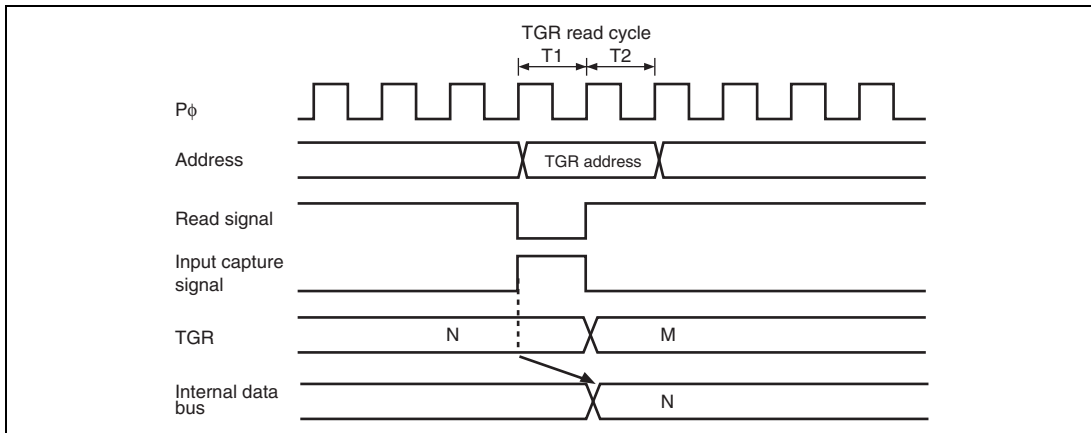 TGR read cycle
T1 T2
Pϕ
Address
TGR address
Read signal
Input capture
signal
TGR
N M
Internal data
bus
N